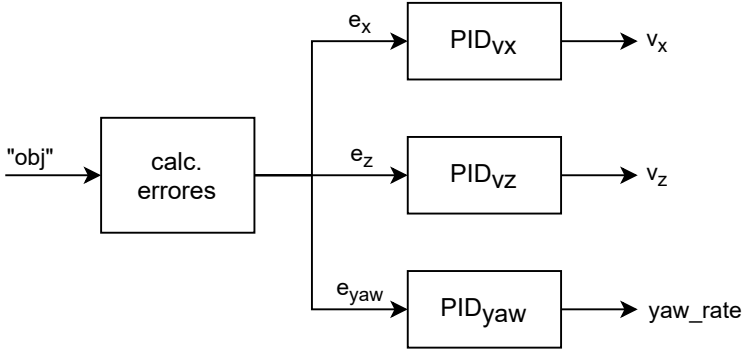 "obj"
calc.
errores
e_x
PID_vx
v_x
e_z
PID_vz
v_z
e_yaw
PID_yaw
yaw_rate